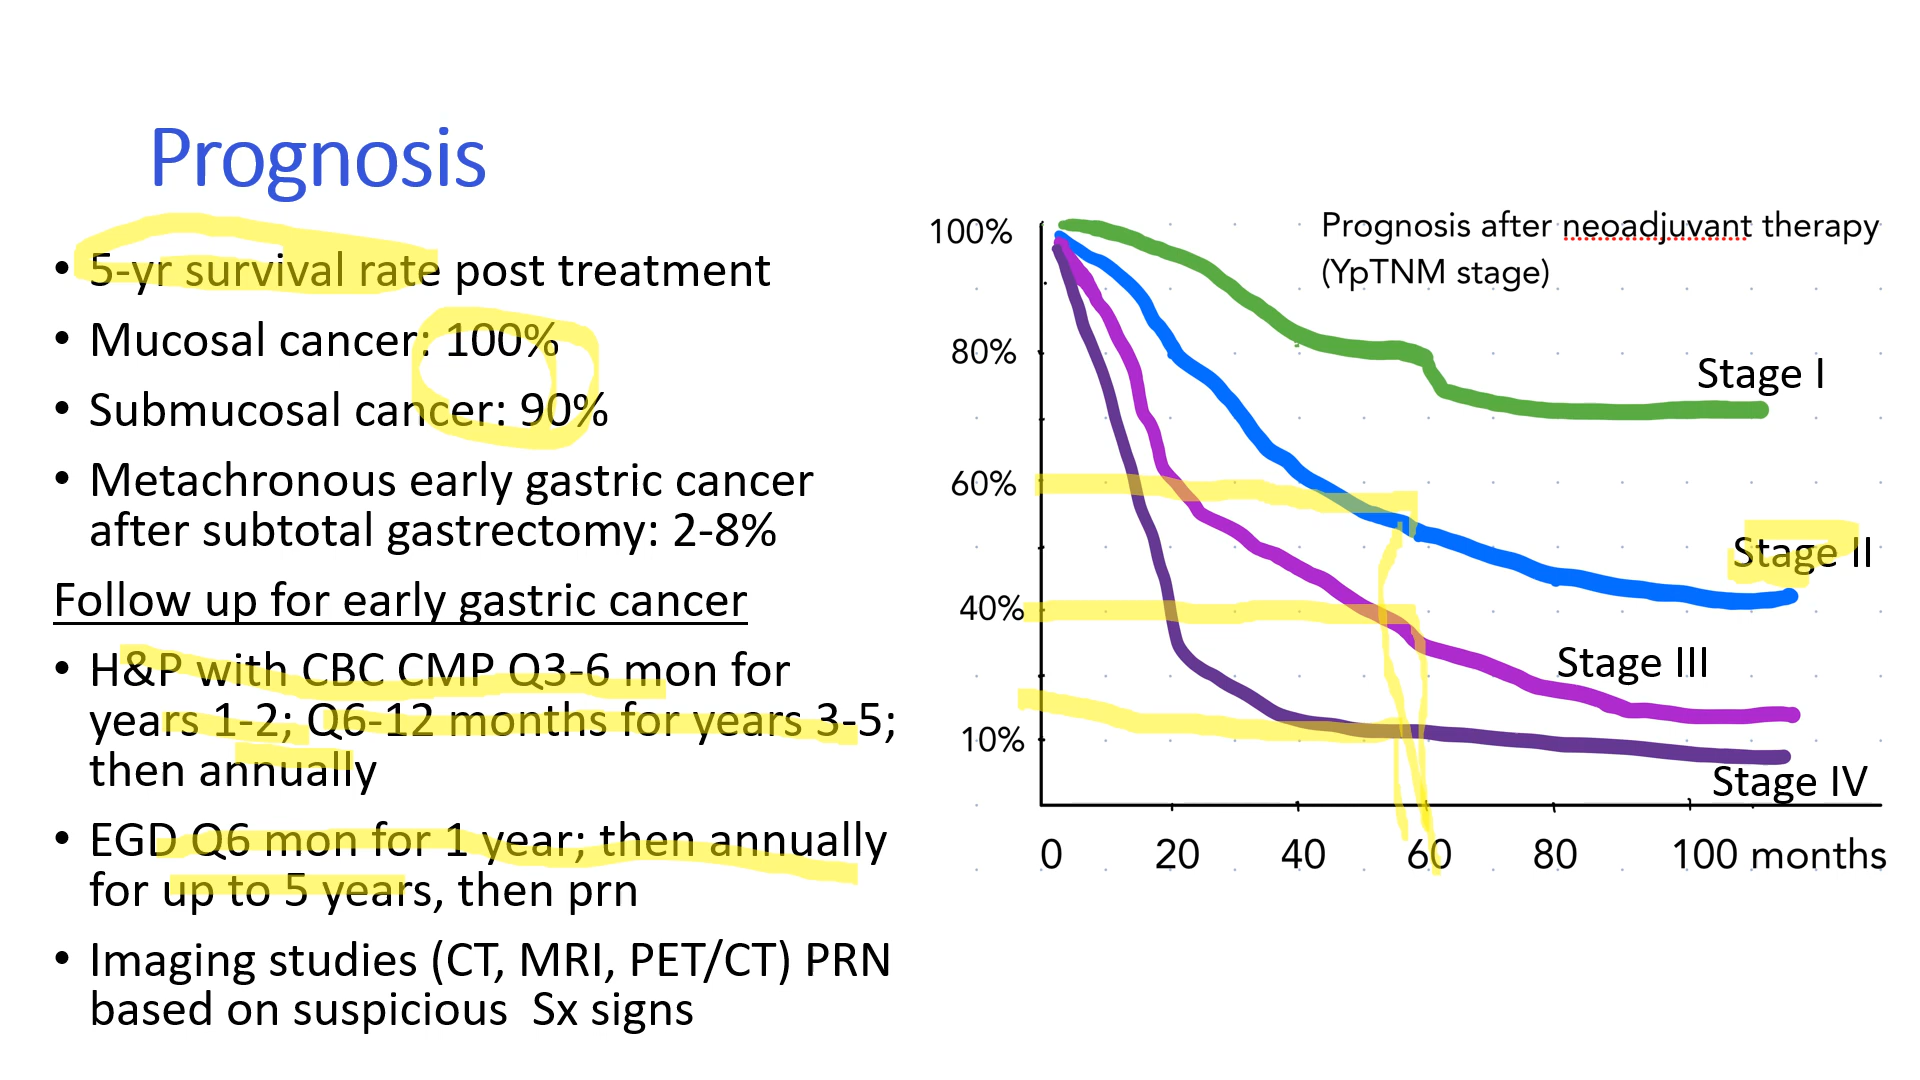 Prognosis
• 5-yr survival rate post treatment
• Mucosal cancer: 100%
• Submucosal cancer: 90%
• Metachronous early gastric cancer
after subtotal gastrectomy: 2-8%
Follow up for early gastric cancer
• H&P with CBC CMP Q3-6 mon for
years 1-2; Q6-12 months for years 3-5;
then annually
• EGD Q6 mon for 1 year; then annually
for up to 5 years, then prn
• Imaging studies (CT, MRI, PET/CT) PRN
based on suspicious Sx signs
Prognosis after neoadjuvant therapy
(YpTNM stage)
100%
80%
60%
40%
10%
Stage I
Stage II
Stage III
Stage IV
0 20 40 60 80 100 months